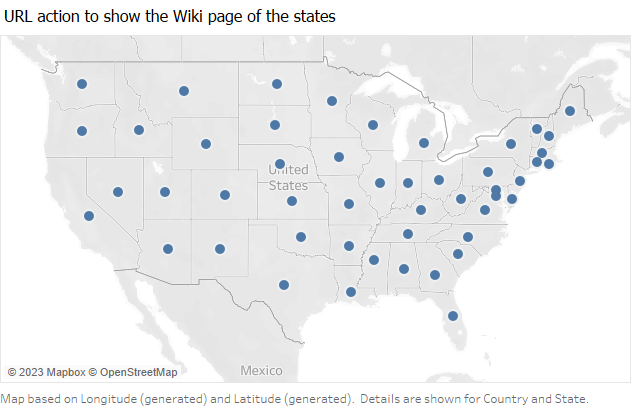 URL action to show the Wiki page of the states
United
States
Mexico
© 2023 Mapbox © OpenStreetMap
Map based on Longitude (generated) and Latitude (generated). Details are shown for Country and State.